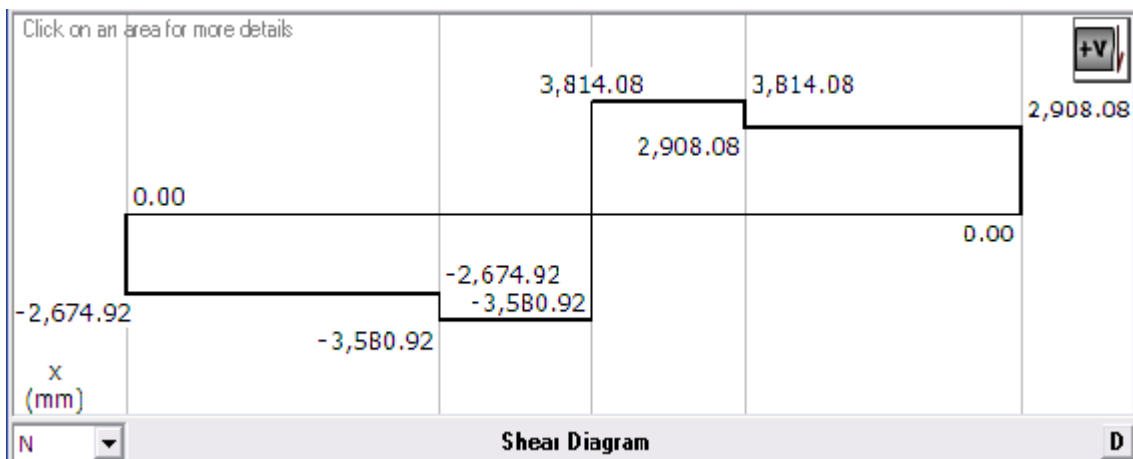 Click on an area for more details
+V
3,814.08
3,814.08
2,908.08
2,908.08
0.00
0.00
-2,674.92
-2,674.92
-3,580.92
-3,580.92
x
(mm)
N
Shear Diagram
D